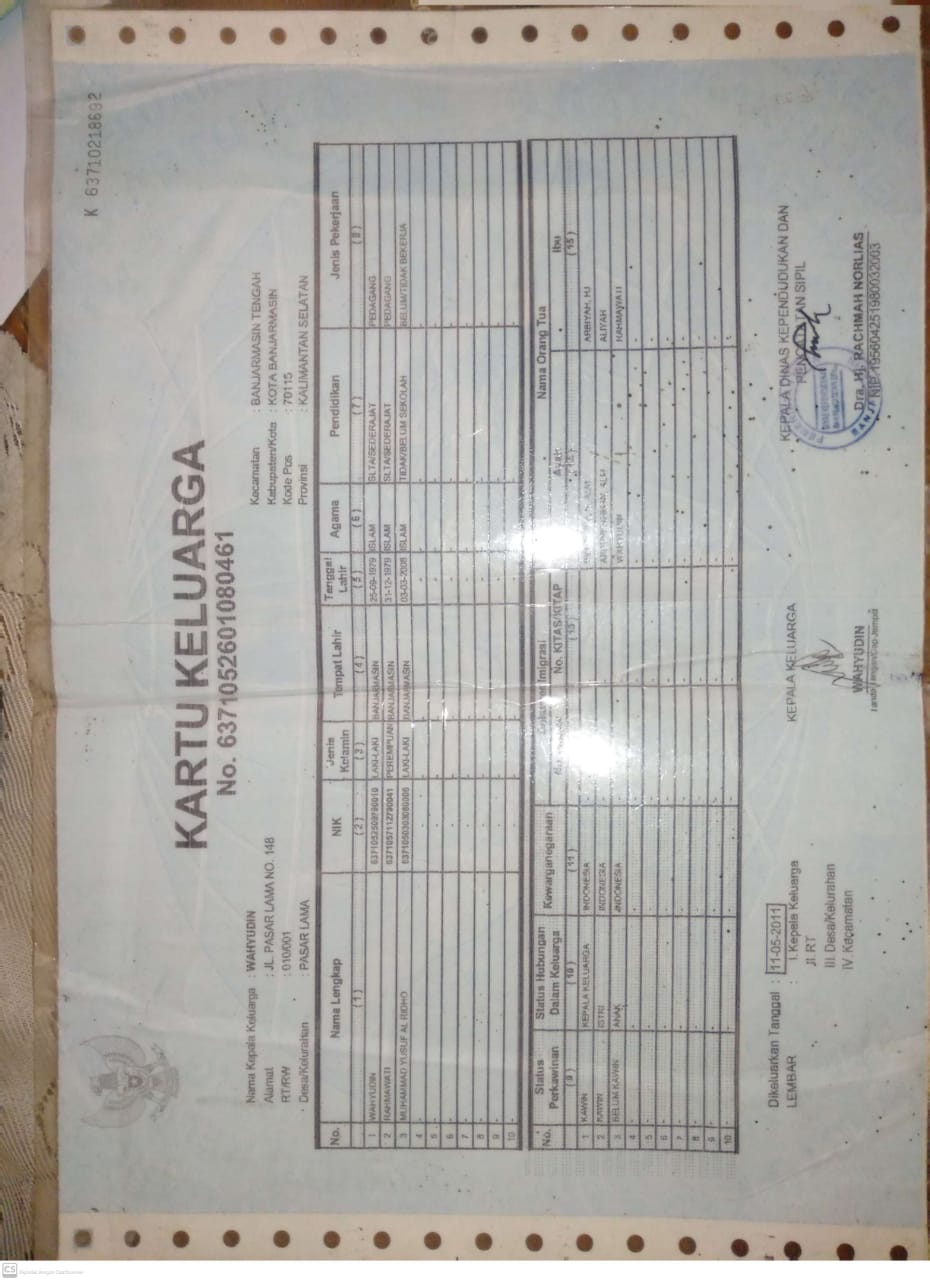 K 63710218692
KARTU KELUARGA
No. 6371052601080461
Nama Kepala Keluarga : WAHYUDIN
Alamat : JL. PASAR LAMA NO. 148
RT/RW : 010/001
Desa/Kelurahan : PASAR LAMA
Kecamatan : BANJARMASIN TENGAH
Kabupaten/Kota : KOTA BANJARMASIN
Kode Pos : 70115
Provinsi : KALIMANTAN SELATAN
No. Nama Lengkap NIK Jenis Kelamin Tempat Lahir Tanggal Lahir Agama Pendidikan Jenis Pekerjaan
(1) (2) (3) (4) (5) (6) (7) (8)
1 WAHYUDIN 6371052509790010 LAKI-LAKI BANJARMASIN 25-09-1979 ISLAM SLTA/SEDERAJAT PEDAGANG
2 RAHMAWATI 6371057112790041 PEREMPUAN BANJARMASIN 31-12-1979 ISLAM SLTA/SEDERAJAT PEDAGANG
3 MUHAMMAD YUSUF AL RIDHO 6371050303080006 LAKI-LAKI BANJARMASIN 03-03-2008 ISLAM TIDAK/BELUM SEKOLAH BELUM/TIDAK BEKERJA
4 - - - - - - - -
5 - - - - - - - -
6 - - - - - - - -
7 - - - - - - - -
8 - - - - - - - -
9 - - - - - - - -
10 - - - - - - - -
No. Status Perkawinan Status Hubungan Dalam Keluarga Kewarganegaraan Imigrasi Nama Orang Tua
No. KITAS/KITAP Ayah Ibu
(9) (10) (11) (13) (15)
1 KAWIN KEPALA KELUARGA INDONESIA ARBIYAH, HJ
2 KAWIN ISTRI INDONESIA ALIYAH
3 BELUM KAWIN ANAK INDONESIA WAHYUDIN RAHMAWATI
4 - - - - - - -
5 - - - - - - -
6 - - - - - - -
7 - - - - - - -
8 - - - - - - -
9 - - - - - - -
10 - - - - - - -
Dikeluarkan Tanggal : 11-05-2011
LEMBAR : I. Kepala Keluarga
II. RT
III. Desa/Kelurahan
IV. Kecamatan
KEPALA KELUARGA
WAHYUDIN
Tanda Tangan/Cap Jempol
KEPALA DINAS KEPENDUDUKAN DAN
PENCATATAN SIPIL
Dra. Hj. RACHMAH NORLIAS
NIP. 195604251980032003
CS Dipindai dengan CamScanner